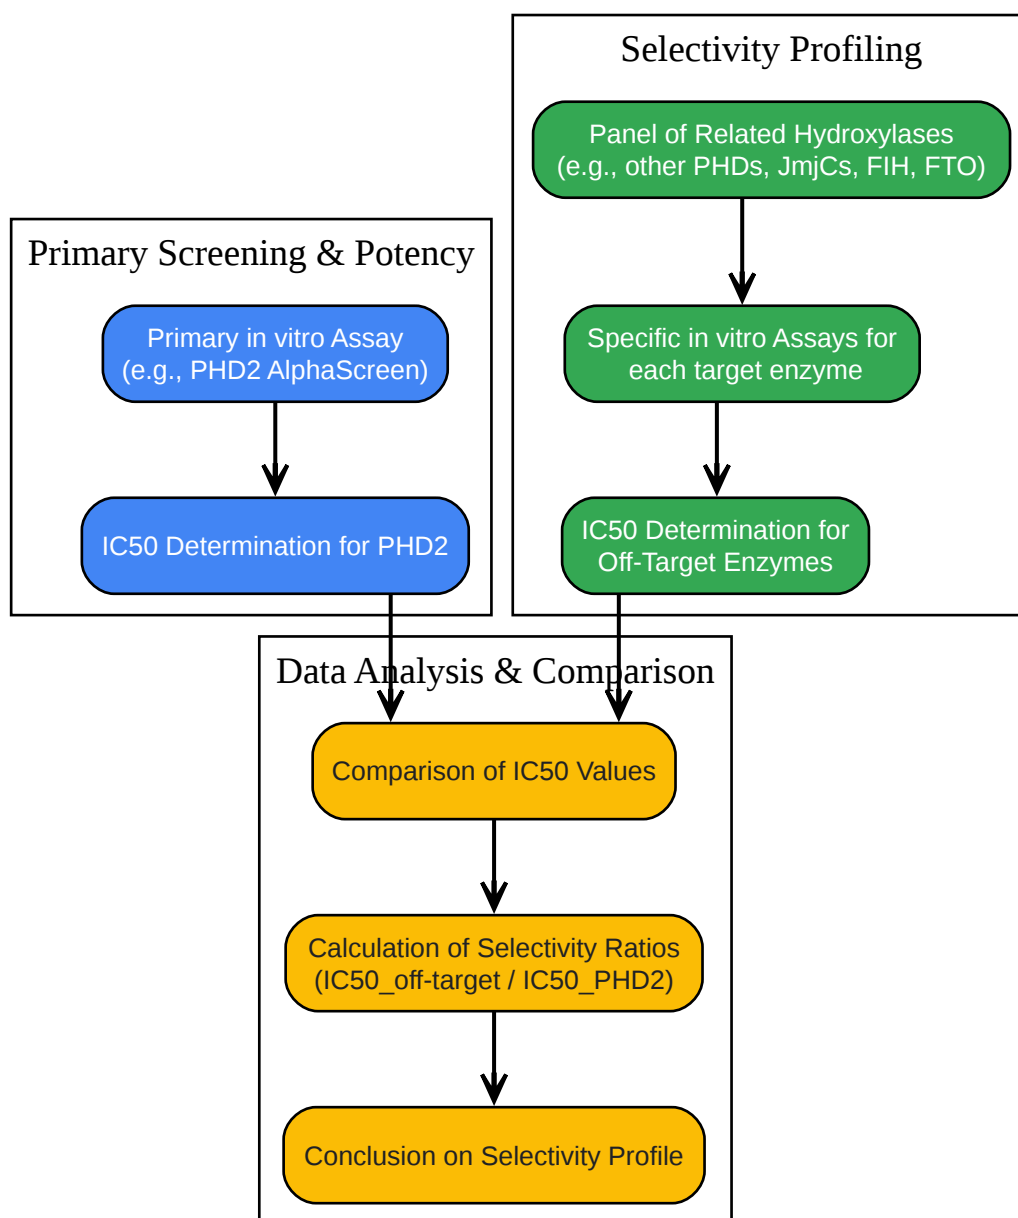 Selectivity Profiling
Panel of Related Hydroxylases
(e.g., other PHDs, JmjCs, FIH, FTO)
Primary Screening & Potency
Primary in vitro Assay
(e.g., PHD2 AlphaScreen)
Specific in vitro Assays for
each target enzyme
IC50 Determination for PHD2
IC50 Determination for
Off-Target Enzymes
Data Analysis & Comparison
Comparison of IC50 Values
Calculation of Selectivity Ratios
(IC50_off-target / IC50_PHD2)
Conclusion on Selectivity Profile